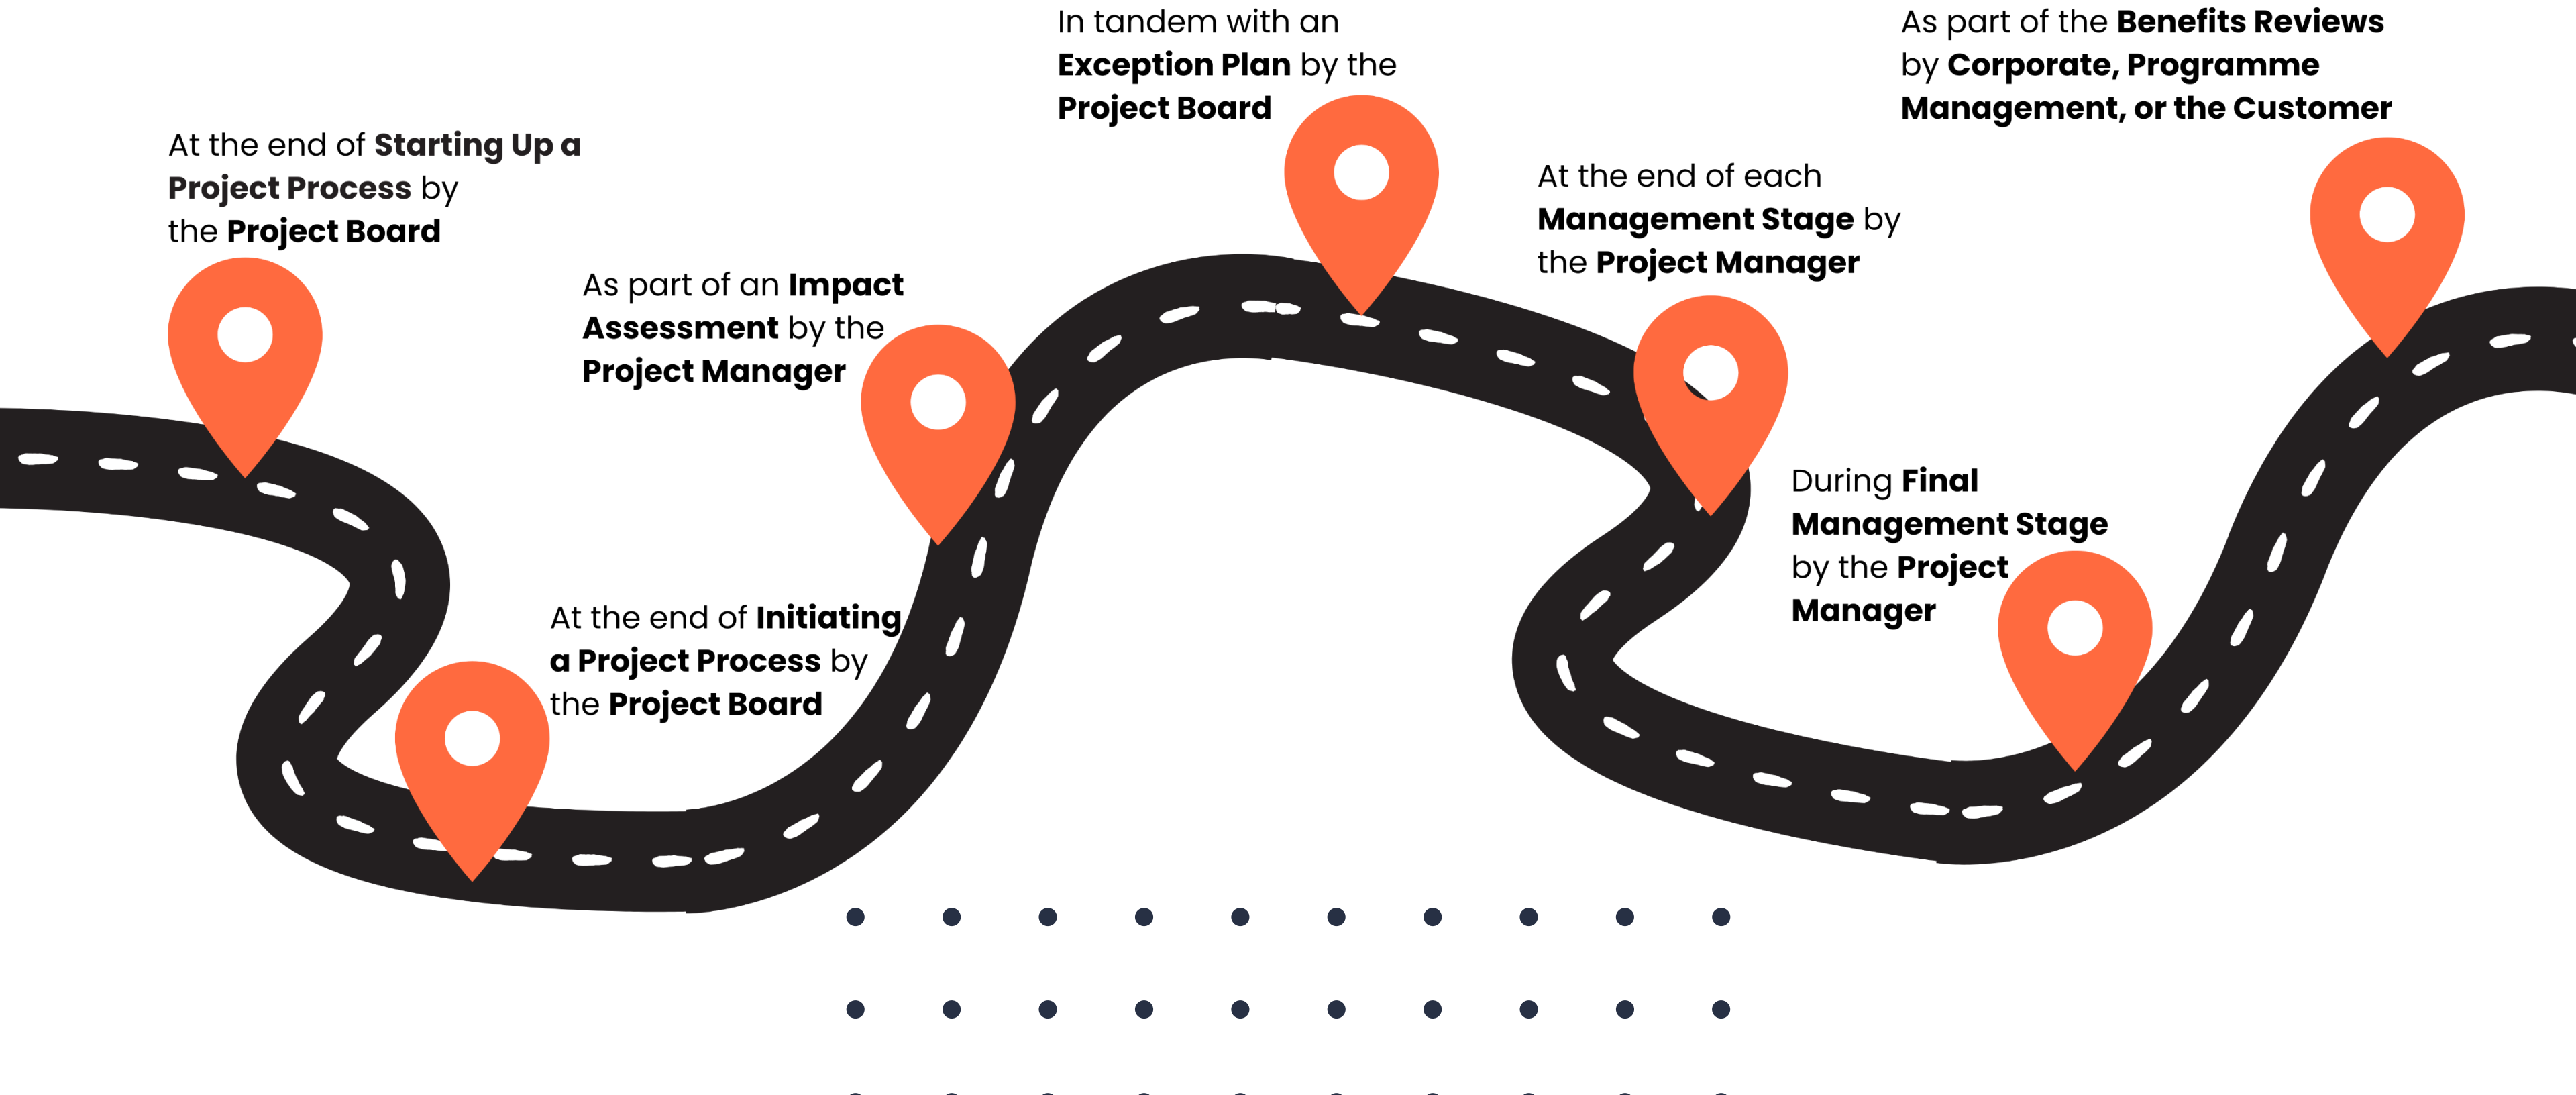 At the end of Starting Up a
Project Process by
the Project Board
At the end of Initiating
a Project Process by
the Project Board
As part of an Impact
Assessment by the
Project Manager
In tandem with an
Exception Plan by the
Project Board
At the end of each
Management Stage by
the Project Manager
During Final
Management Stage
by the Project
Manager
As part of the Benefits Reviews
by Corporate, Programme
Management, or the Customer